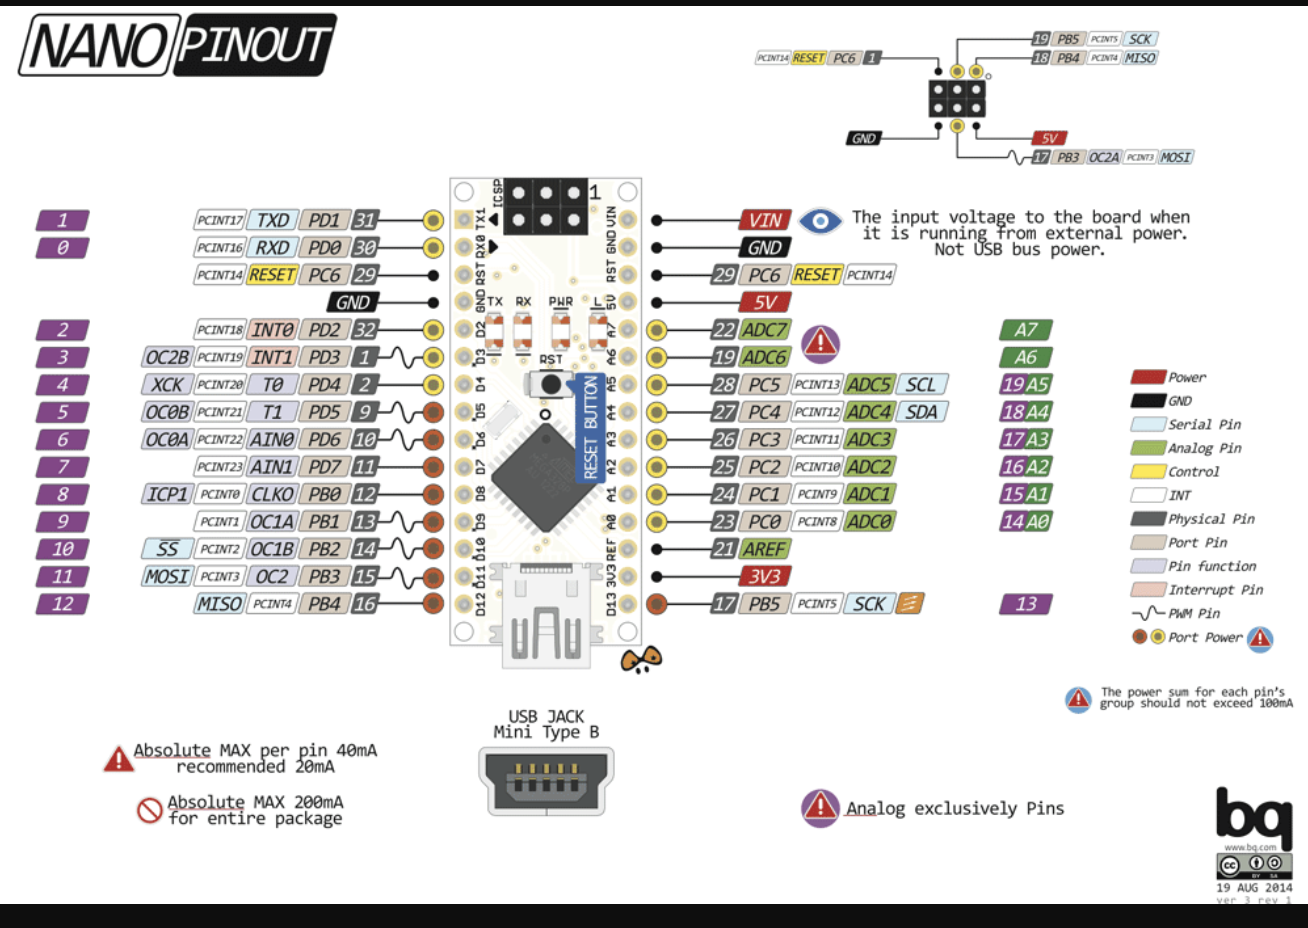 NANO PINOUT
19 PB5 PCINT5 SCK
PCINT14 RESET PC6 1
18 PB4 PCINT4 MISO
GND
5V
17 PB3 OC2A PCINT3 MOSI
ICSP
1
1 PCINT17 TXD PD1 31 TX1 VIN VIN
The input voltage to the board when
it is running from external power.
Not USB bus power.
0 PCINT16 RXD PD0 30 RX0 GND GND
PCINT14 RESET PC6 29 RST RST 29 PC6 RESET PCINT14
GND GND 5V 5V
TX RX PWR L
2 PCINT18 INT0 PD2 32 D2 A7 22 ADC7 A7
3 OC2B PCINT19 INT1 PD3 1 D3 A6 19 ADC6 A6
RST
4 XCK PCINT20 T0 PD4 2 D4 A5 28 PC5 PCINT13 ADC5 SCL 19 A5
5 OC0B PCINT21 T1 PD5 9 D5 A4 27 PC4 PCINT12 ADC4 SDA 18 A4
6 OC0A PCINT22 AIN0 PD6 10 D6 A3 26 PC3 PCINT11 ADC3 17 A3
RESET BUTTON
7 PCINT23 AIN1 PD7 11 D7 A2 25 PC2 PCINT10 ADC2 16 A2
8 ICP1 PCINT0 CLKO PB0 12 D8 A1 24 PC1 PCINT9 ADC1 15 A1
9 PCINT1 OC1A PB1 13 D9 A0 23 PC0 PCINT8 ADC0 14 A0
10 SS PCINT2 OC1B PB2 14 D10 REF 21 AREF
11 MOSI PCINT3 OC2 PB3 15 D11 3V3 3V3
12 MISO PCINT4 PB4 16 D12 D13 17 PB5 PCINT5 SCK 13
Power
GND
Serial Pin
Analog Pin
Control
INT
Physical Pin
Port Pin
Pin function
Interrupt Pin
PWM Pin
Port Power
The power sum for each pin's
group should not exceed 100mA
USB JACK
Mini Type B
Absolute MAX per pin 40mA
recommended 20mA
Absolute MAX 200mA
for entire package
Analog exclusively Pins
bq
www.bq.com
cc BY SA
19 AUG 2014
ver 3 rev 1